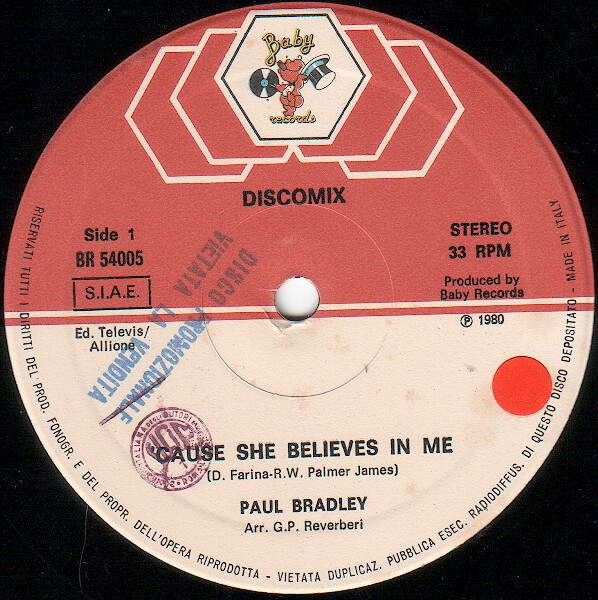 Baby
records
DISCOMIX
Side 1
BR 54005
S.I.A.E.
Ed. Televis/
Allione
STEREO
33 RPM
Produced by
Baby Records
℗ 1980
DISCO PROMOZIONALE
VIETATA LA VENDITA
'CAUSE SHE BELIEVES IN ME
(D. Farina-R.W. Palmer James)
PAUL BRADLEY
Arr. G.P. Reverberi
RISERVATI TUTTI I DIRITTI DEL PROD. FONOGR. E DEL PROPR. DELL'OPERA RIPRODOTTA - VIETATA DUPLICAZ. PUBBLICA ESEC. RADIODIFFUS. DI QUESTO DISCO DEPOSITATO - MADE IN ITALY